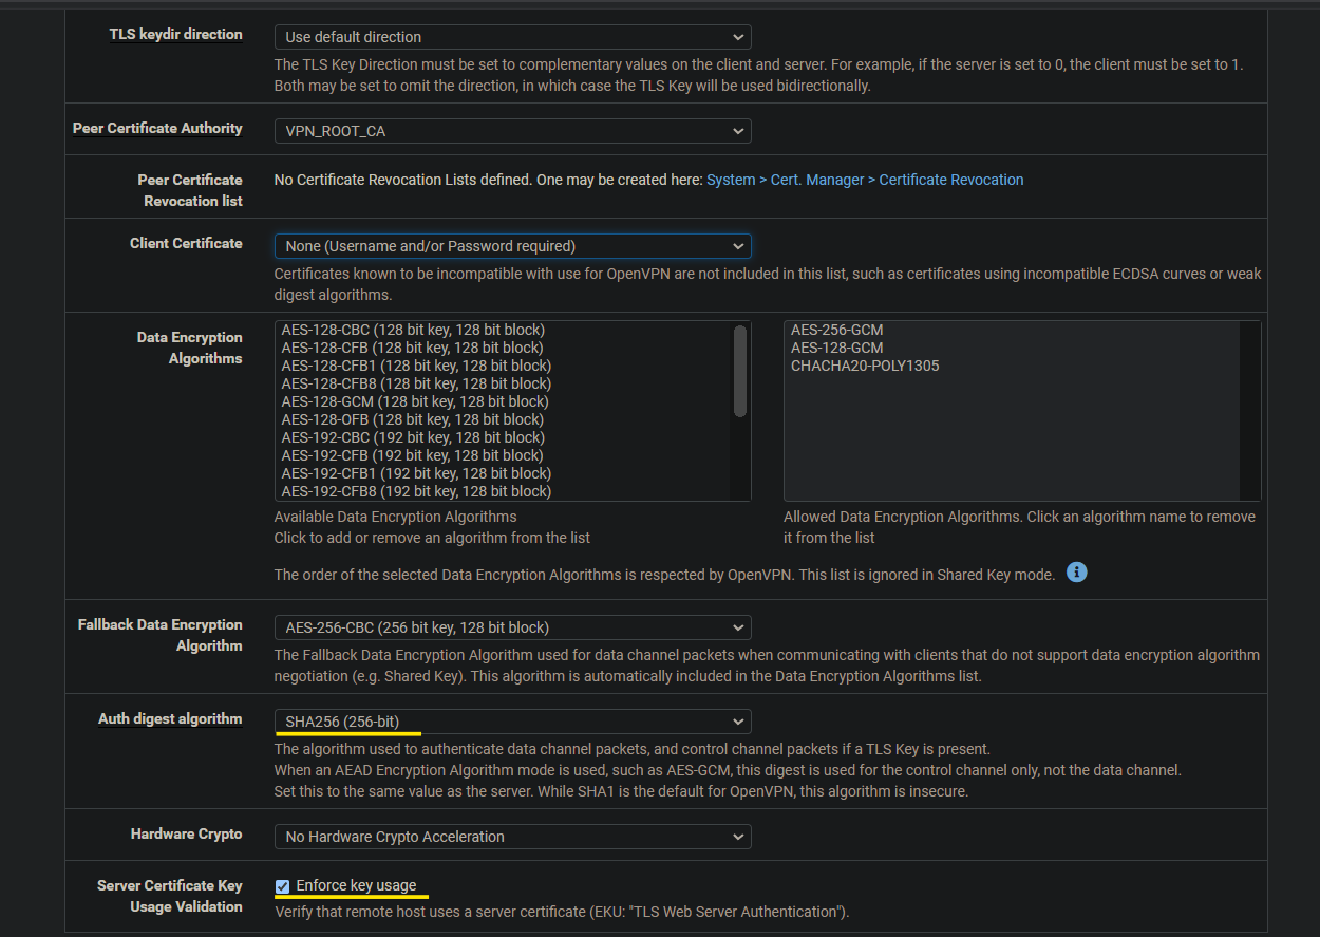 TLS keydir direction
Use default direction
The TLS Key Direction must be set to complementary values on the client and server. For example, if the server is set to 0, the client must be set to 1.
Both may be set to omit the direction, in which case the TLS Key will be used bidirectionally.
Peer Certificate Authority
VPN_ROOT_CA
Peer Certificate
Revocation list
No Certificate Revocation Lists defined. One may be created here: System > Cert. Manager > Certificate Revocation
Client Certificate
None (Username and/or Password required)
Certificates known to be incompatible with use for OpenVPN are not included in this list, such as certificates using incompatible ECDSA curves or weak
digest algorithms.
Data Encryption
Algorithms
AES-128-CBC (128 bit key, 128 bit block)
AES-128-CFB (128 bit key, 128 bit block)
AES-128-CFB1 (128 bit key, 128 bit block)
AES-128-CFB8 (128 bit key, 128 bit block)
AES-128-GCM (128 bit key, 128 bit block)
AES-128-OFB (128 bit key, 128 bit block)
AES-192-CBC (192 bit key, 128 bit block)
AES-192-CFB (192 bit key, 128 bit block)
AES-192-CFB1 (192 bit key, 128 bit block)
AES-192-CFB8 (192 bit key, 128 bit block)
Available Data Encryption Algorithms
Click to add or remove an algorithm from the list
AES-256-GCM
AES-128-GCM
CHACHA20-POLY1305
Allowed Data Encryption Algorithms. Click an algorithm name to remove
it from the list
The order of the selected Data Encryption Algorithms is respected by OpenVPN. This list is ignored in Shared Key mode.
Fallback Data Encryption
Algorithm
AES-256-CBC (256 bit key, 128 bit block)
The Fallback Data Encryption Algorithm used for data channel packets when communicating with clients that do not support data encryption algorithm
negotiation (e.g. Shared Key). This algorithm is automatically included in the Data Encryption Algorithms list.
Auth digest algorithm
SHA256 (256-bit)
The algorithm used to authenticate data channel packets, and control channel packets if a TLS Key is present.
When an AEAD Encryption Algorithm mode is used, such as AES-GCM, this digest is used for the control channel only, not the data channel.
Set this to the same value as the server. While SHA1 is the default for OpenVPN, this algorithm is insecure.
Hardware Crypto
No Hardware Crypto Acceleration
Server Certificate Key
Usage Validation
Enforce key usage
Verify that remote host uses a server certificate (EKU: "TLS Web Server Authentication").